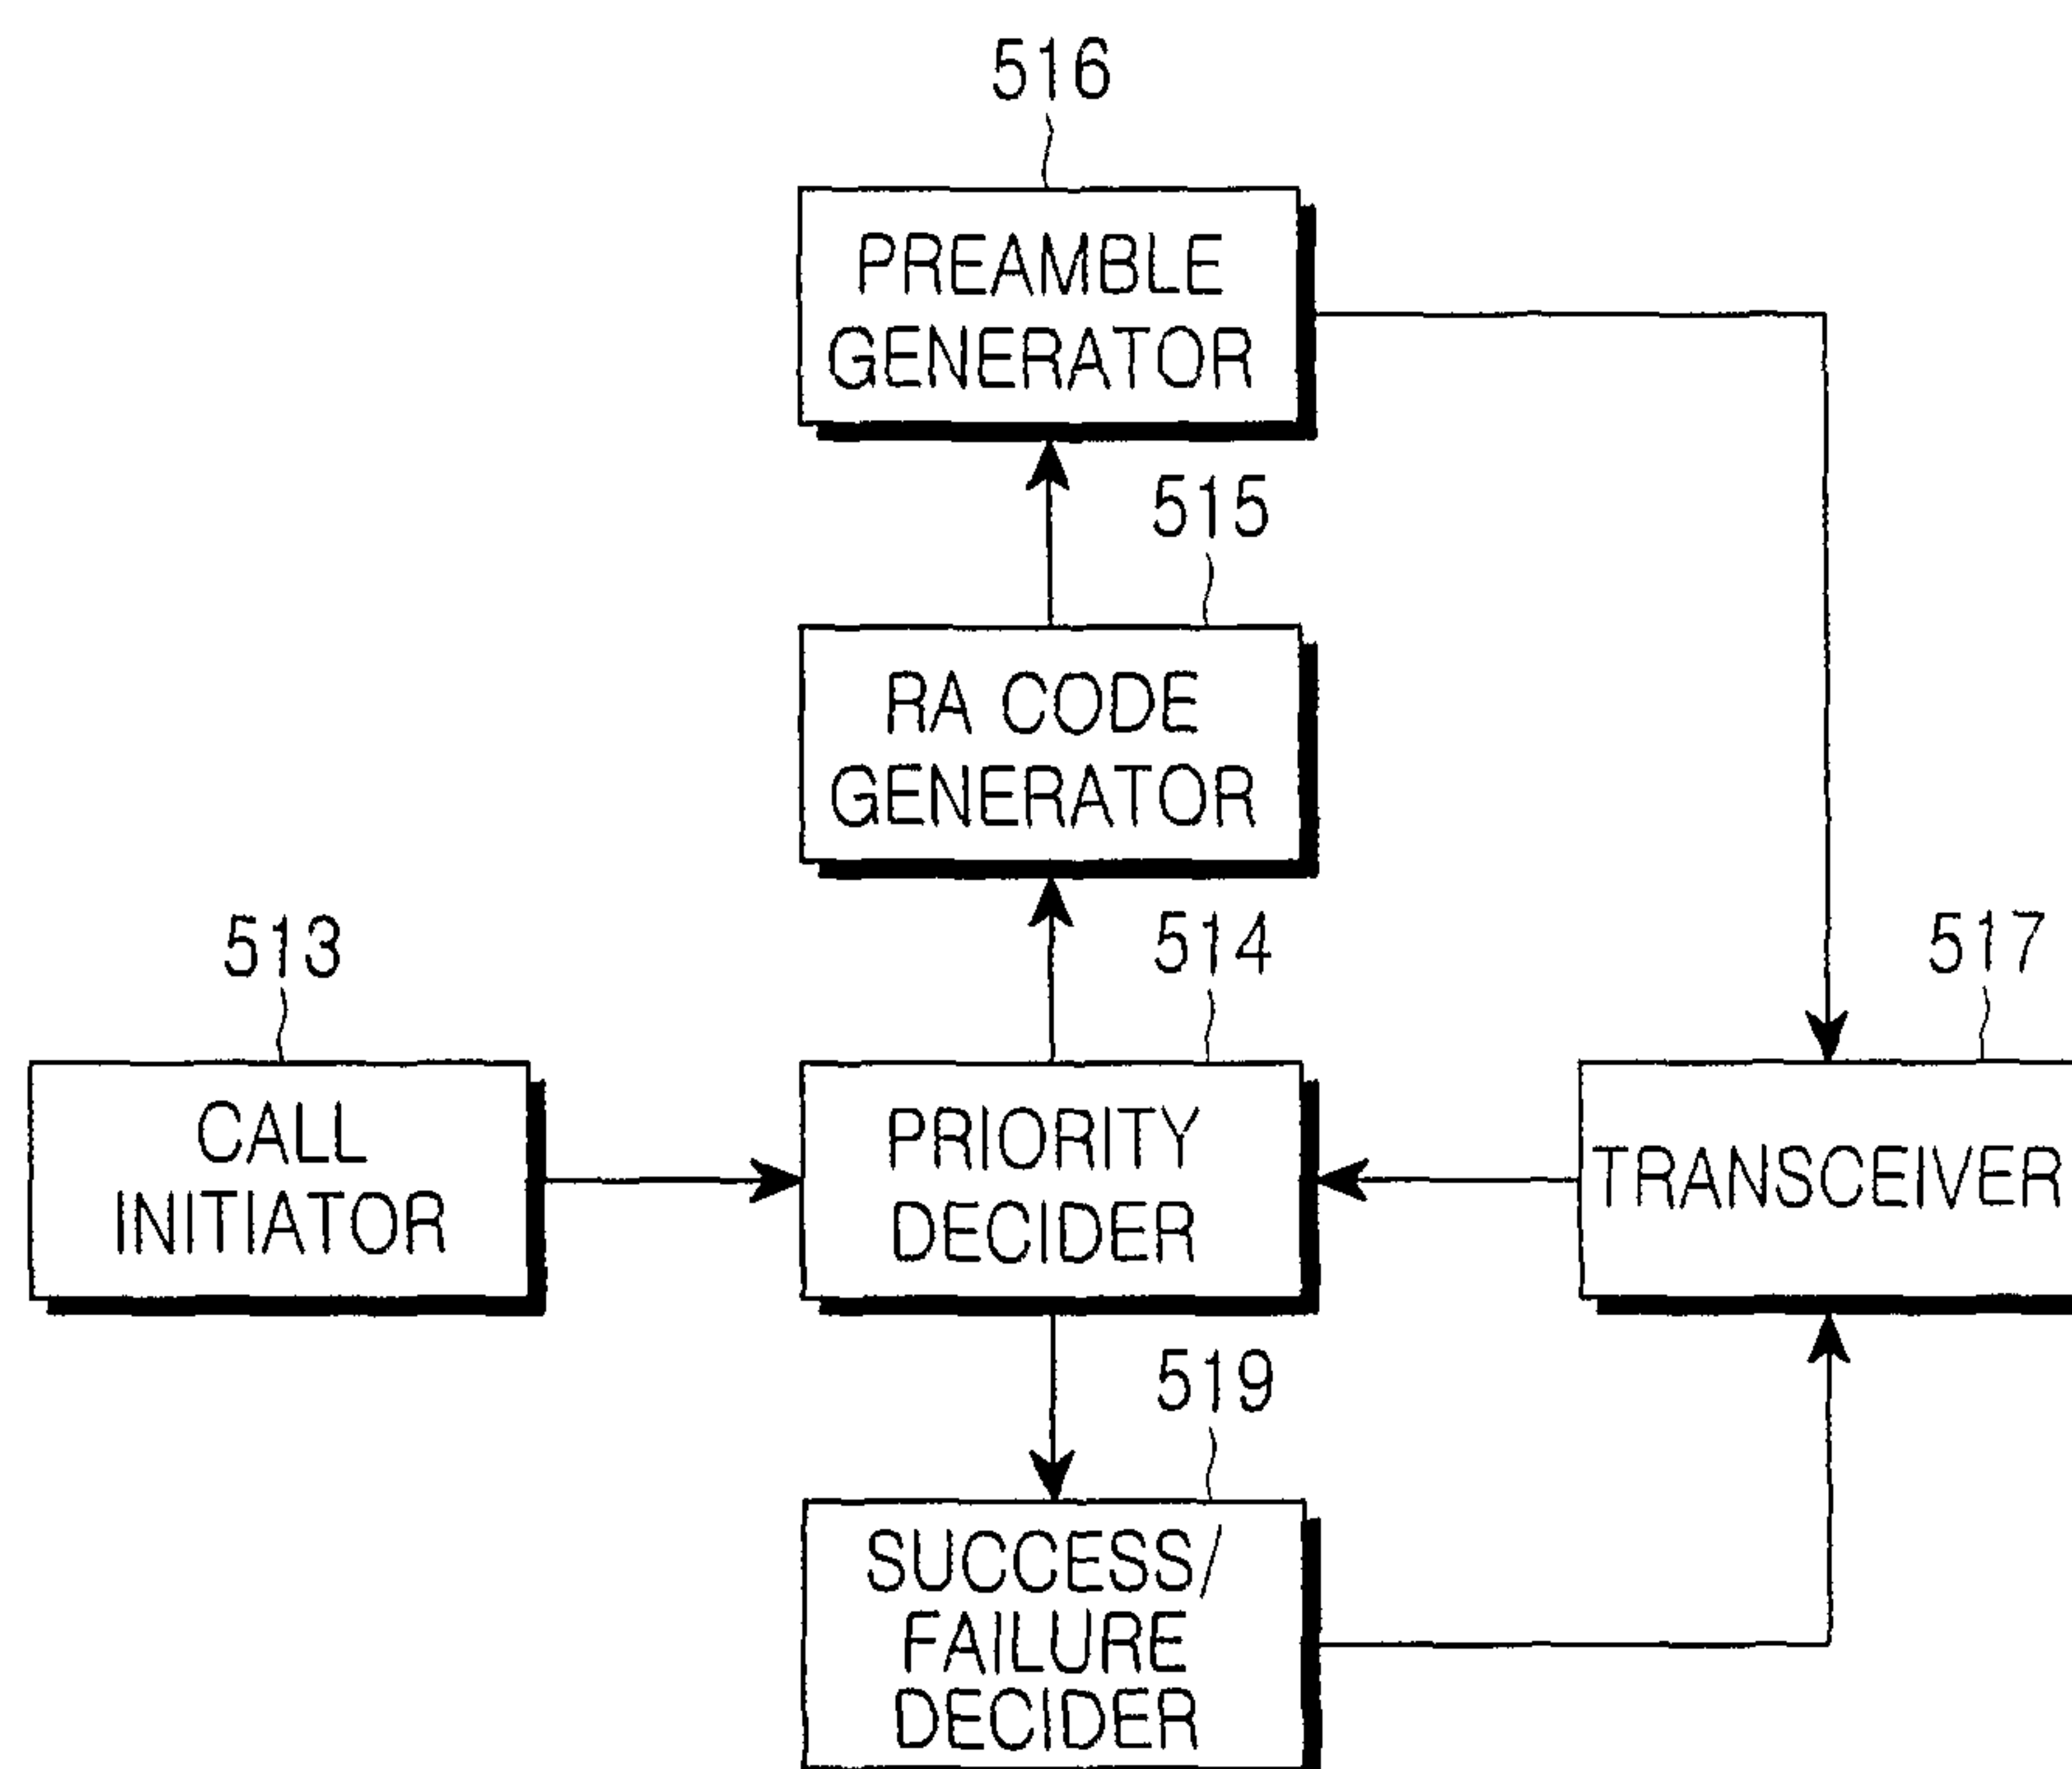 516
PREAMBLE
GENERATOR
515
RA CODE
GENERATOR
513
514
517
CALL
INITIATOR
PRIORITY
DECIDER
TRANSCEIVER
519
SUCCESS/
FAILURE
DECIDER